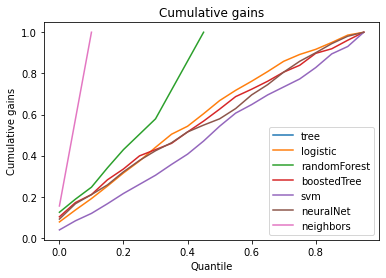 Cumulative gains
Cumulative gains
1.0
0.8
0.6
0.4
0.2
0.0
0.0 0.2 0.4 0.6 0.8
Quantile
tree
logistic
randomForest
boostedTree
svm
neuralNet
neighbors